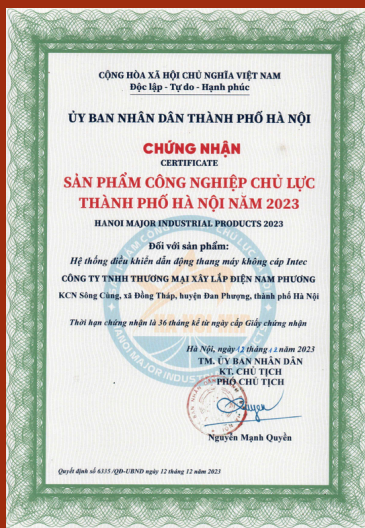 CỘNG HÒA XÃ HỘI CHỦ NGHĨA VIỆT NAM
Độc lập - Tự do - Hạnh phúc
ỦY BAN NHÂN DÂN THÀNH PHỐ HÀ NỘI
CHỨNG NHẬN
CERTIFICATE
SẢN PHẨM CÔNG NGHIỆP CHỦ LỰC
THÀNH PHỐ HÀ NỘI NĂM 2023
HANOI MAJOR INDUSTRIAL PRODUCTS 2023
Đối với sản phẩm:
Hệ thống điều khiển dẫn động thang máy không cáp Intec
CÔNG TY TNHH THƯƠNG MẠI XÂY LẮP ĐIỆN NAM PHƯƠNG
KCN Sông Cùng, xã Đồng Tháp, huyện Đan Phượng, thành phố Hà Nội
Thời hạn chứng nhận là 36 tháng kể từ ngày cấp Giấy chứng nhận
Hà Nội, ngày 12 tháng 12 năm 2023
TM. ỦY BAN NHÂN DÂN
KT. CHỦ TỊCH
PHÓ CHỦ TỊCH
Nguyễn Mạnh Quyền
Quyết định số 6335 /QĐ-UBND ngày 12 tháng 12 năm 2023